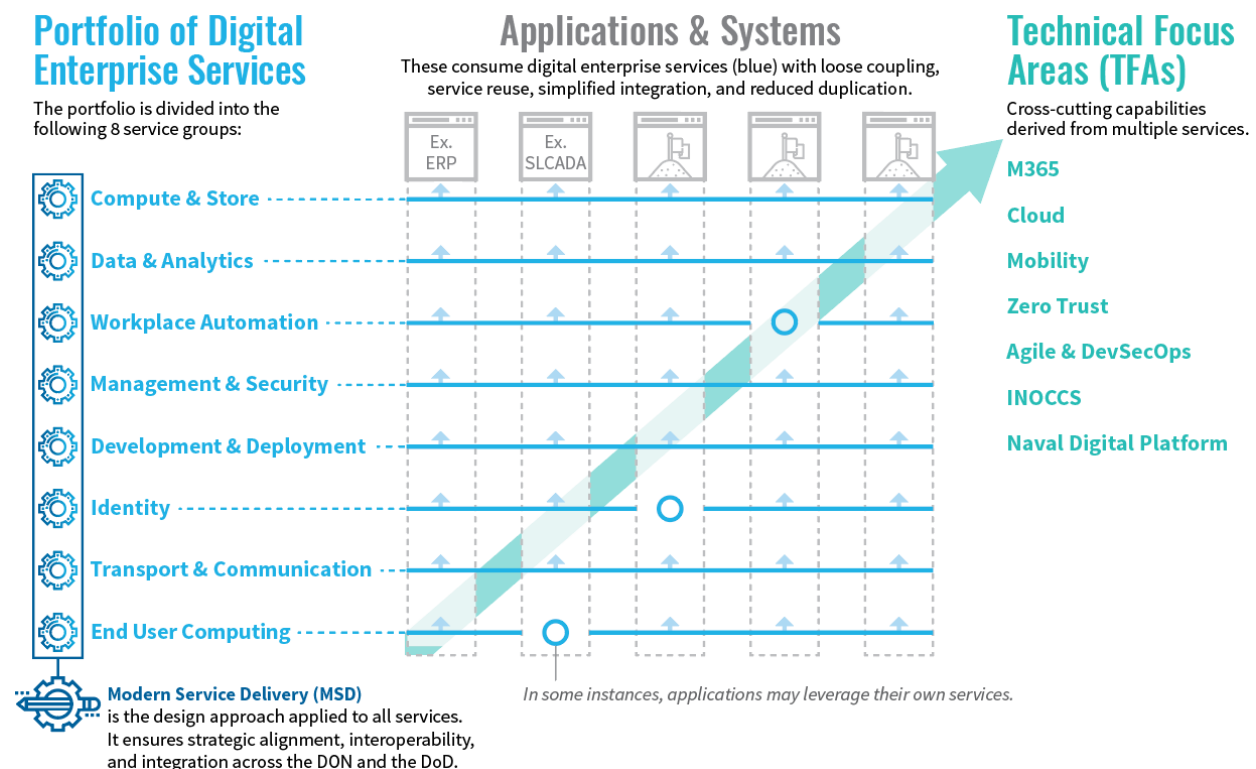 Portfolio of Digital
Enterprise Services
The portfolio is divided into the
following 8 service groups:
Applications & Systems
These consume digital enterprise services (blue) with loose coupling,
service reuse, simplified integration, and reduced duplication.
Technical Focus
Areas (TFAs)
Cross-cutting capabilities
derived from multiple services.
Ex.
ERP
Ex.
SLCADA
Compute & Store
Data & Analytics
Workplace Automation
Management & Security
Development & Deployment
Identity
Transport & Communication
End User Computing
M365
Cloud
Mobility
Zero Trust
Agile & DevSecOps
INOCCS
Naval Digital Platform
Modern Service Delivery (MSD)
is the design approach applied to all services.
It ensures strategic alignment, interoperability,
and integration across the DON and the DoD.
In some instances, applications may leverage their own services.